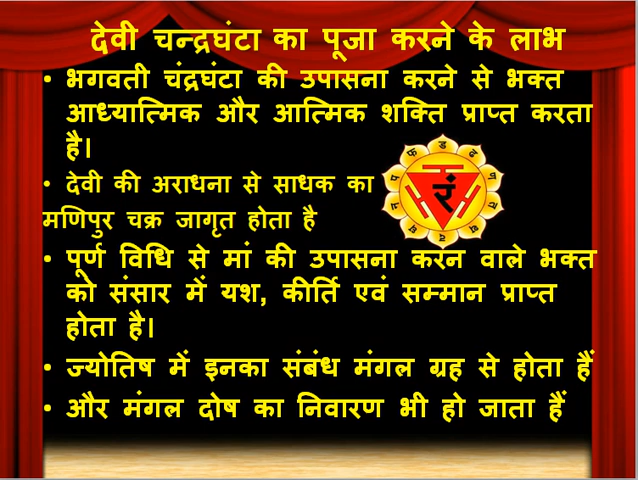 देवी चन्द्रघंटा का पूजा करने के लाभ
• भगवती चंद्रघंटा की उपासना करने से भक्त
आध्यात्मिक और आत्मिक शक्ति प्राप्त करता
है।
• देवी की अराधना से साधक का
मणिपुर चक्र जागृत होता है
रं
• पूर्ण विधि से मां की उपासना करने वाले भक्त
को संसार में यश, कीर्ति एवं सम्मान प्राप्त
होता है।
• ज्योतिष में इनका संबंध मंगल ग्रह से होता हैं
• और मंगल दोष का निवारण भी हो जाता हैं